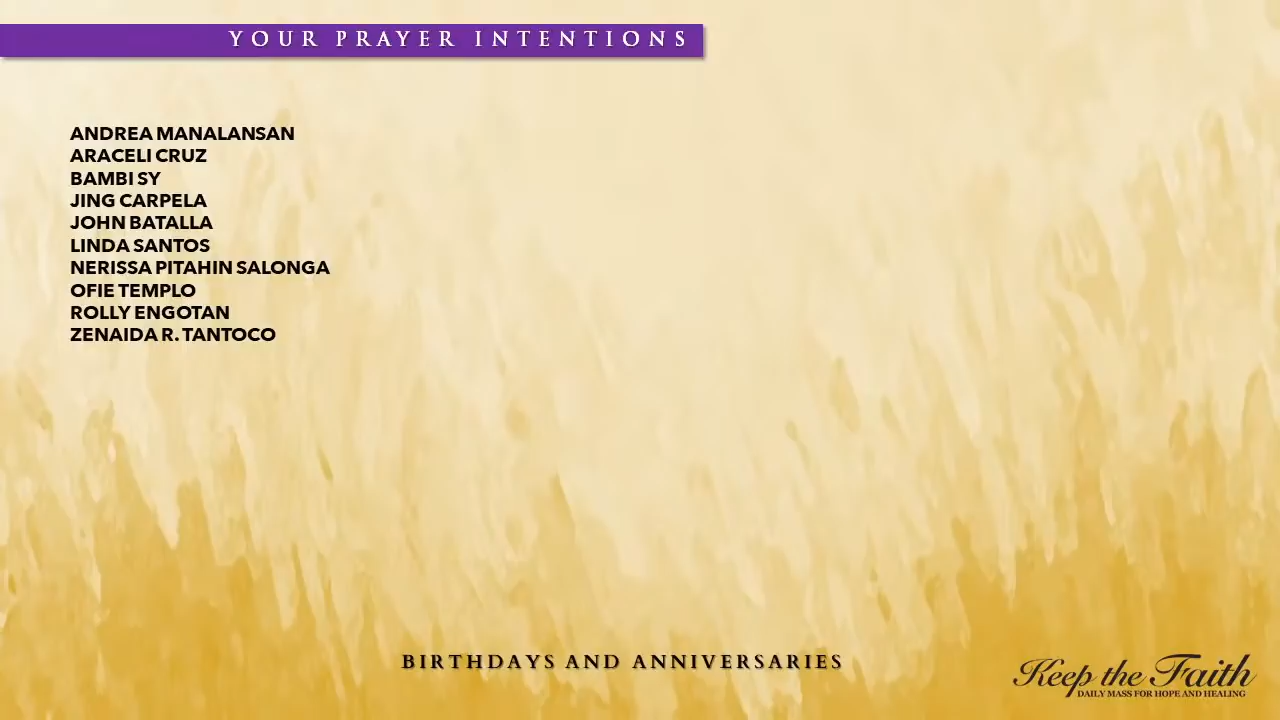 YOUR PRAYER INTENTIONS
ANDREA MANALANSAN
ARACELI CRUZ
BAMBI SY
JING CARPELA
JOHN BATALLA
LINDA SANTOS
NERISSA PITAHIN SALONGA
OFIE TEMPLO
ROLLY ENGOTAN
ZENAIDA R. TANTOCO
BIRTHDAYS AND ANNIVERSARIES
Keep the Faith
DAILY MASS FOR HOPE AND HEALING